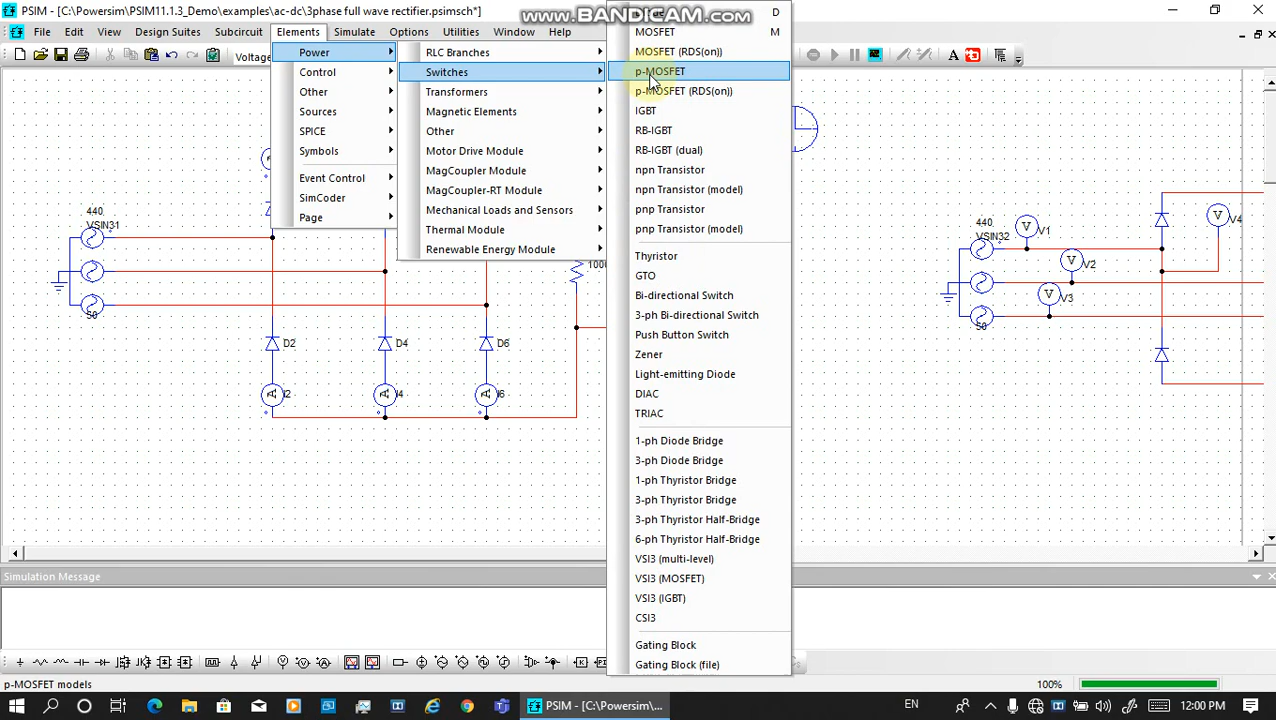 PSIM - [C:\Powersim\PSIM11.1.3_Demo\examples\ac-dc\3phase full wave rectifier.psimsch*]
www.BANDICAM.com
File Edit View Design Suites Subcircuit Elements Simulate Options Utilities Window Help
Power
Control
Other
Sources
SPICE
Symbols
Event Control
SimCoder
Page
RLC Branches
Switches
Transformers
Magnetic Elements
Other
Motor Drive Module
MagCoupler Module
MagCoupler-RT Module
Mechanical Loads and Sensors
Thermal Module
Renewable Energy Module
D
MOSFET M
MOSFET (RDS(on))
p-MOSFET
p-MOSFET (RDS(on))
IGBT
RB-IGBT
RB-IGBT (dual)
npn Transistor
npn Transistor (model)
pnp Transistor
pnp Transistor (model)
Thyristor
GTO
Bi-directional Switch
3-ph Bi-directional Switch
Push Button Switch
Zener
Light-emitting Diode
DIAC
TRIAC
1-ph Diode Bridge
3-ph Diode Bridge
1-ph Thyristor Bridge
3-ph Thyristor Bridge
3-ph Thyristor Half-Bridge
6-ph Thyristor Half-Bridge
VSI3 (multi-level)
VSI3 (MOSFET)
VSI3 (IGBT)
CSI3
Gating Block
Gating Block (file)
440
VSIN31
50
D2
D4
D6
A
I2
A
I4
A
I6
440
VSIN32
50
V V1
V V2
V V3
V V4
Simulation Message
p-MOSFET models
100%
PSIM - [C:\Powersim\...
EN
12:00 PM